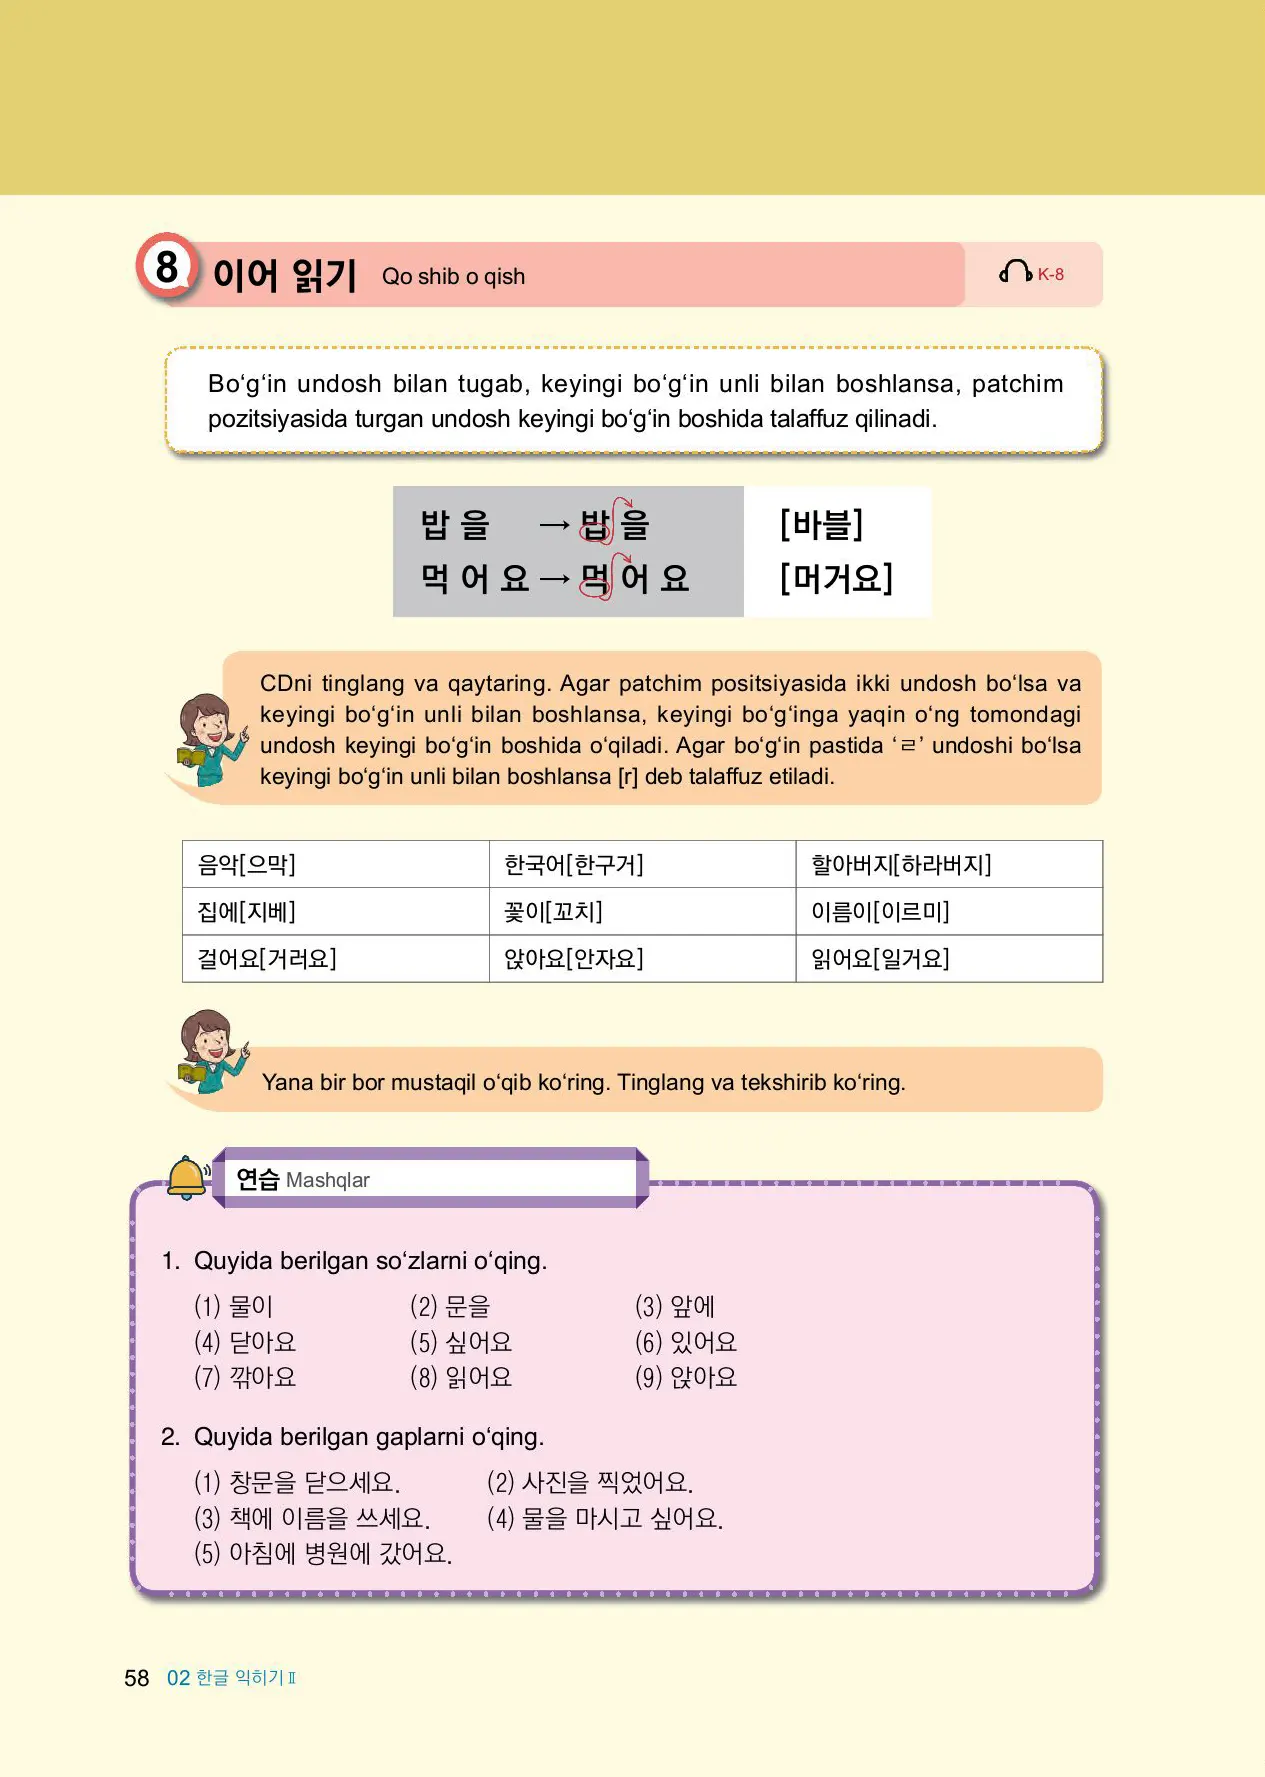 8 이어 읽기 Qo shib o qish K-8
Bo‘g‘in undosh bilan tugab, keyingi bo‘g‘in unli bilan boshlansa, patchim
pozitsiyasida turgan undosh keyingi bo‘g‘in boshida talaffuz qilinadi.
밥 을 → 밥 을 [바블]
먹 어 요 → 먹 어 요 [머거요]
CDni tinglang va qaytaring. Agar patchim positsiyasida ikki undosh bo‘lsa va
keyingi bo‘g‘in unli bilan boshlansa, keyingi bo‘g‘inga yaqin o‘ng tomondagi
undosh keyingi bo‘g‘in boshida o‘qiladi. Agar bo‘g‘in pastida ‘ㄹ’ undoshi bo‘lsa
keyingi bo‘g‘in unli bilan boshlansa [r] deb talaffuz etiladi.
음악[으막] 한국어[한구거] 할아버지[하라버지]
집에[지베] 꽃이[꼬치] 이름이[이르미]
걸어요[거러요] 앉아요[안자요] 읽어요[일거요]
Yana bir bor mustaqil o‘qib ko‘ring. Tinglang va tekshirib ko‘ring.
연습 Mashqlar
1. Quyida berilgan so‘zlarni o‘qing.
(1) 물이 (2) 문을 (3) 앞에
(4) 닫아요 (5) 싶어요 (6) 있어요
(7) 깎아요 (8) 읽어요 (9) 앉아요
2. Quyida berilgan gaplarni o‘qing.
(1) 창문을 닫으세요. (2) 사진을 찍었어요.
(3) 책에 이름을 쓰세요. (4) 물을 마시고 싶어요.
(5) 아침에 병원에 갔어요.
58 02 한글 익히기 II